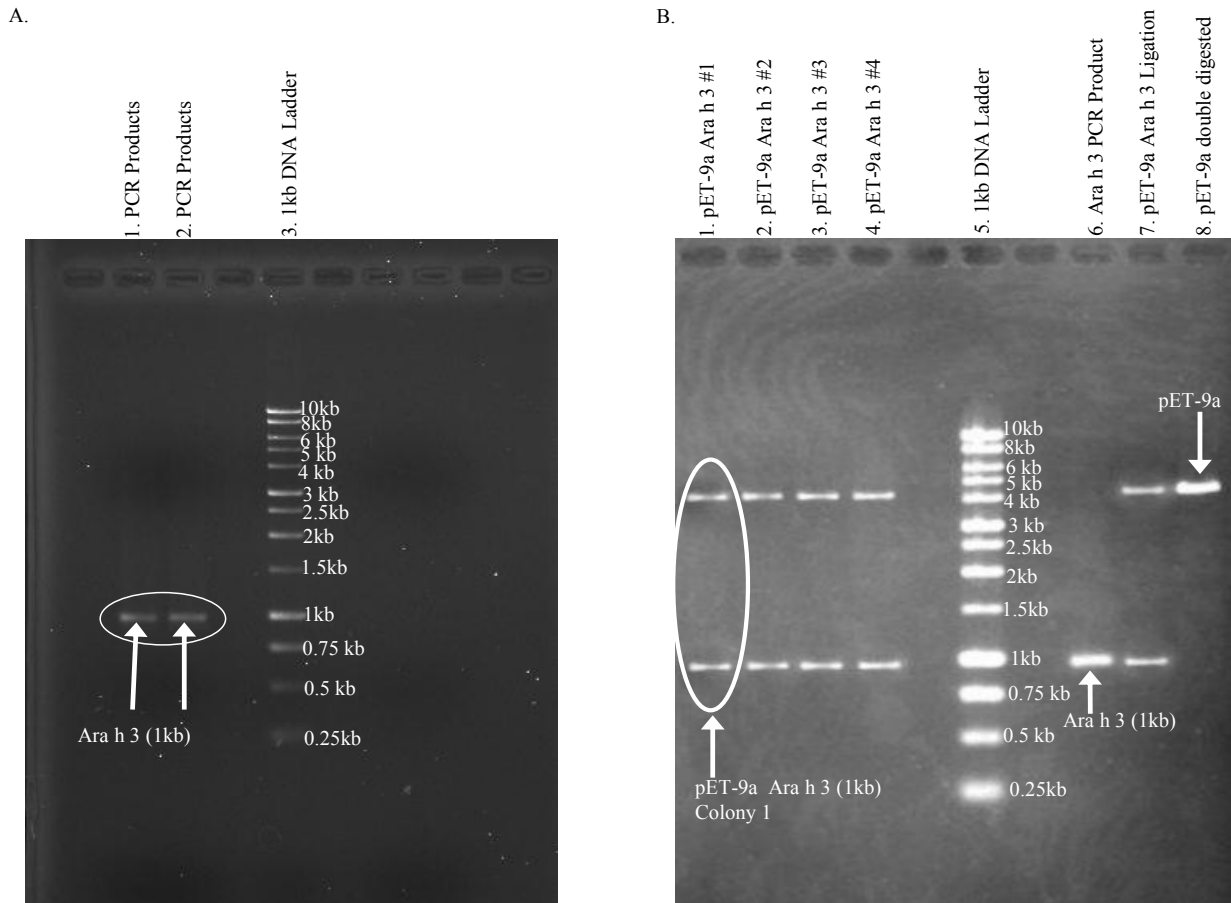 A.
1. PCR Products
2. PCR Products
3. 1kb DNA Ladder
10kb
8kb
6 kb
5 kb
4 kb
3 kb
2.5kb
2kb
1.5kb
1kb
0.75 kb
0.5 kb
0.25kb
Ara h 3 (1kb)
B.
1. pET-9a Ara h 3 #1
2. pET-9a Ara h 3 #2
3. pET-9a Ara h 3 #3
4. pET-9a Ara h 3 #4
5. 1kb DNA Ladder
6. Ara h 3 PCR Product
7. pET-9a Ara h 3 Ligation
8. pET-9a double digested
pET-9a
10kb
8kb
6 kb
5 kb
4 kb
3 kb
2.5kb
2kb
1.5kb
1kb
0.75 kb
0.5 kb
0.25kb
Ara h 3 (1kb)
pET-9a Ara h 3 (1kb)
Colony 1